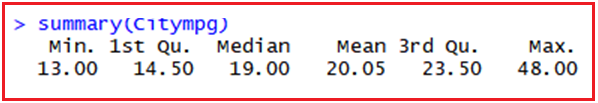 > summary(Citympg)
Min. 1st Qu. Median Mean 3rd Qu. Max.
13.00 14.50 19.00 20.05 23.50 48.00